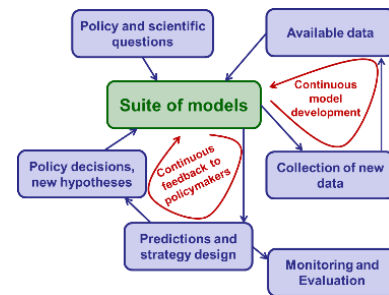 Policy and scientific
questions
Available data
Suite of models
Continuous
model
development
Policy decisions,
new hypotheses
Continuous
feedback to
policymakers
Collection of new
data
Predictions and
strategy design
Monitoring and
Evaluation